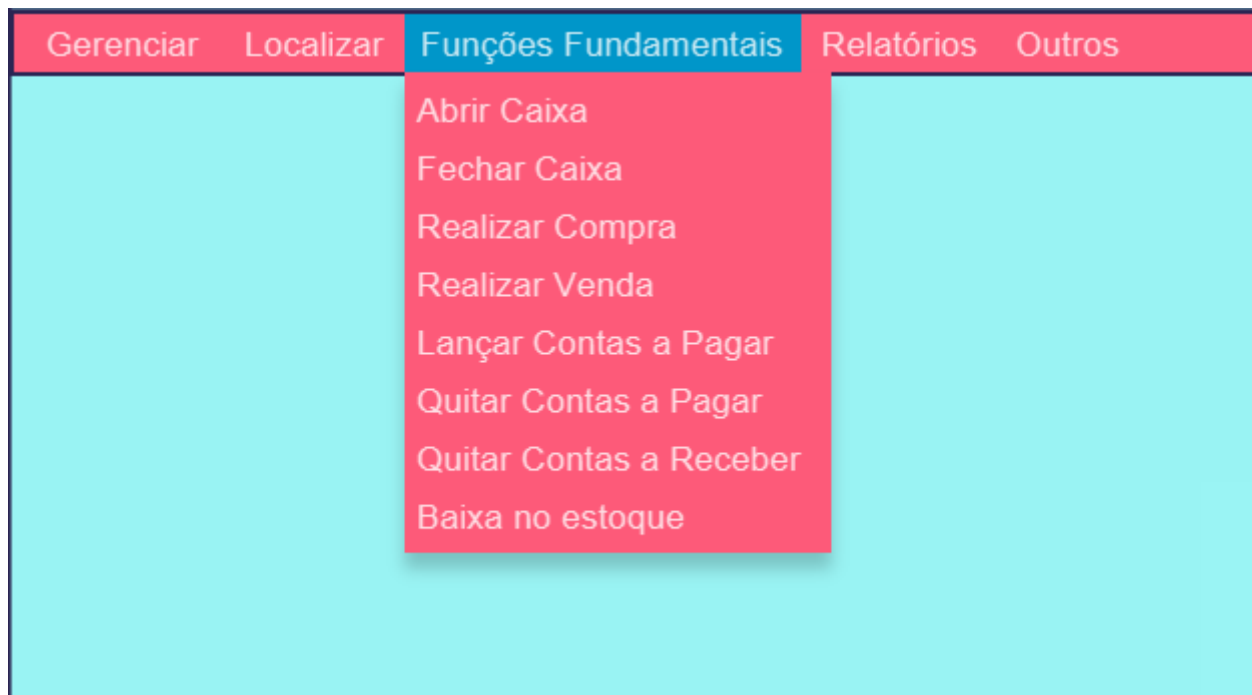 Gerenciar Localizar Funções Fundamentais Relatórios Outros
Abrir Caixa
Fechar Caixa
Realizar Compra
Realizar Venda
Lançar Contas a Pagar
Quitar Contas a Pagar
Quitar Contas a Receber
Baixa no estoque